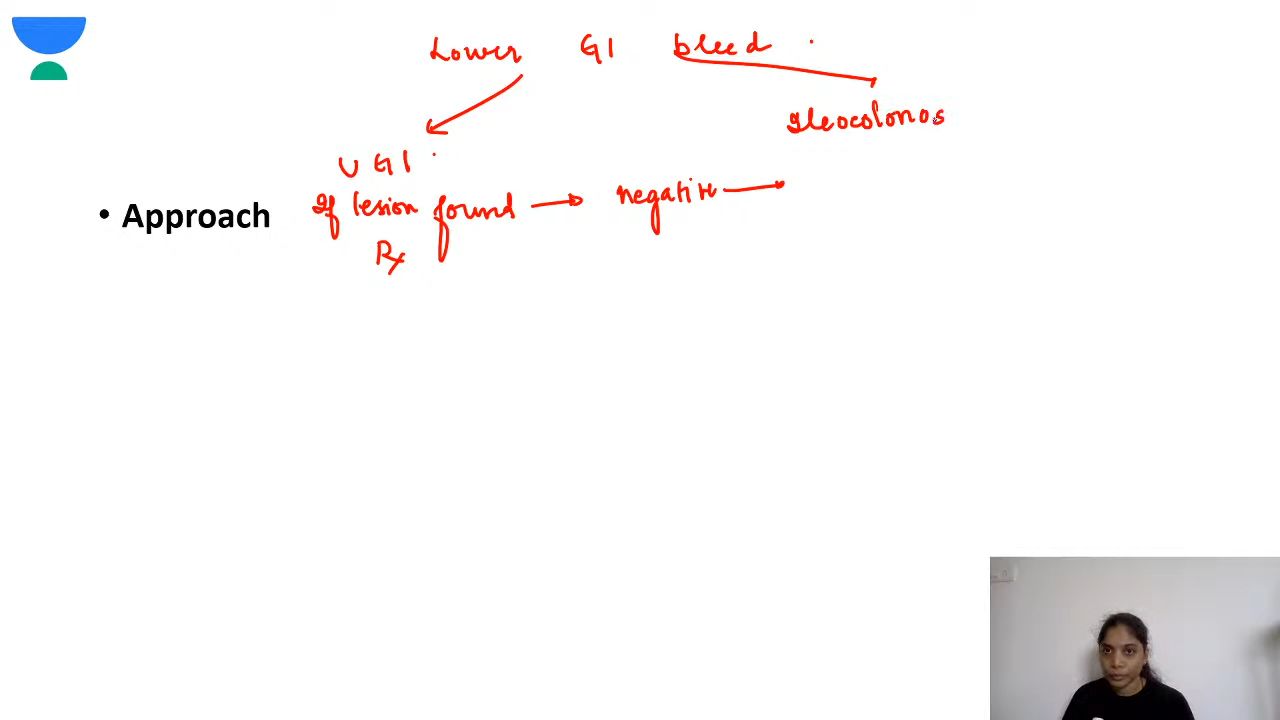 Lower GI bleed .
Ileocolonos
UGI .
• Approach
If lesion found → negative →
Rx